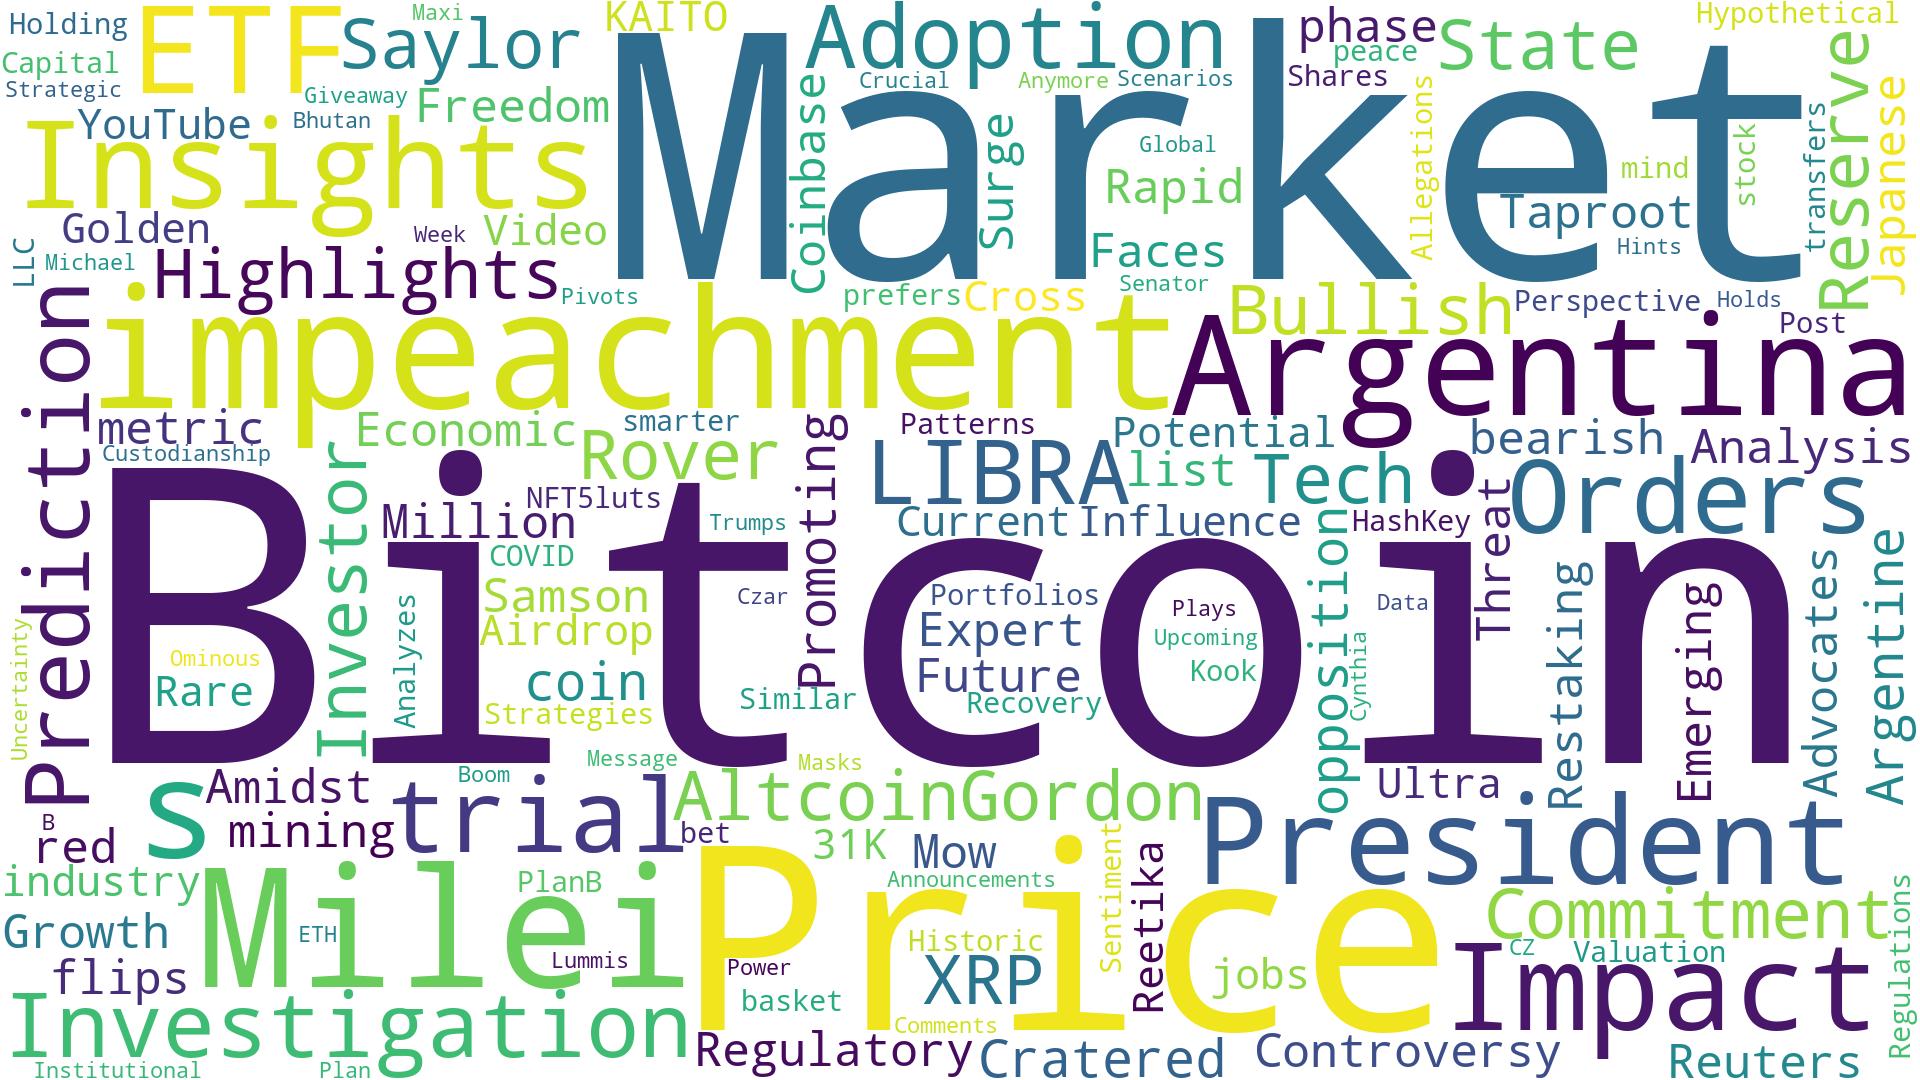 Holding
ETF
Saylor
Maxi
KAITO
Adoption
phase
peace
State
Hypothetical
Capital
Strategic
Giveaway
Freedom
Market
Crucial
Anymore
Scenarios
Shares
YouTube
Bhutan
Insights
Coinbase
Surge
Global
Rapid
Allegations
mind
stock
transfers
Reserve
Japanese
Golden
Week
Video
Faces
Taproot
Hints
LLC
Michael
Highlights
Pivots
prefers
Cross
Senator
Bullish
Perspective
Holds
Post
Prediction
impeachment
Argentina
metric
Custodianship
Economic
smarter
Rover
Promoting
Patterns
LIBRA
Potential
list
Tech
bearish
Analysis
Orders
Bitcoin
Investor
Million
NFT5luts
Trumps
Current
Influence
HashKey
Threat
COVID
Samson
Airdrop
Czar
Portfolios
Expert
Plays
Upcoming
Data
opposition
Restaking
Emerging
Advocates
Argentine
Uncertainty
Ominous
Rare
Analyzes
coin
Strategies
Similar
Future
Recovery
Kook
Cynthia
s
Amidst
Boom
Message
Masks
trial
AltcoinGordon
Ultra
President
B
red
mining
bet
31K
Mow
Sentiment
Reetika
industry
Milei
PlanB
Price
Announcements
Commitment
Growth
ETH
Lummis
Historic
CZ
Valuation
Regulations
flips
Power
basket
XRP
jobs
Impact
Investigation
Comments
Institutional
Plan
Regulatory
Cratered
Controversy
Reuters